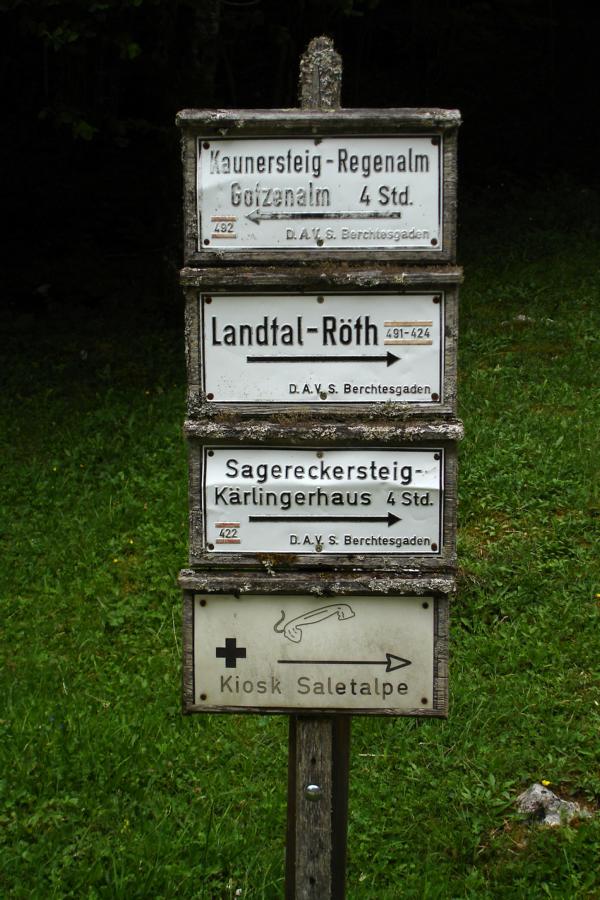 Kaunersteig-Regenalm
Gotzenalm 4 Std.
492
D.A.V. S. Berchtesgaden
Landtal-Röth 491-424
D.A.V. S. Berchtesgaden
Sagereckersteig-
Kärlingerhaus 4 Std.
422
D.A.V. S. Berchtesgaden
Kiosk Saletalpe